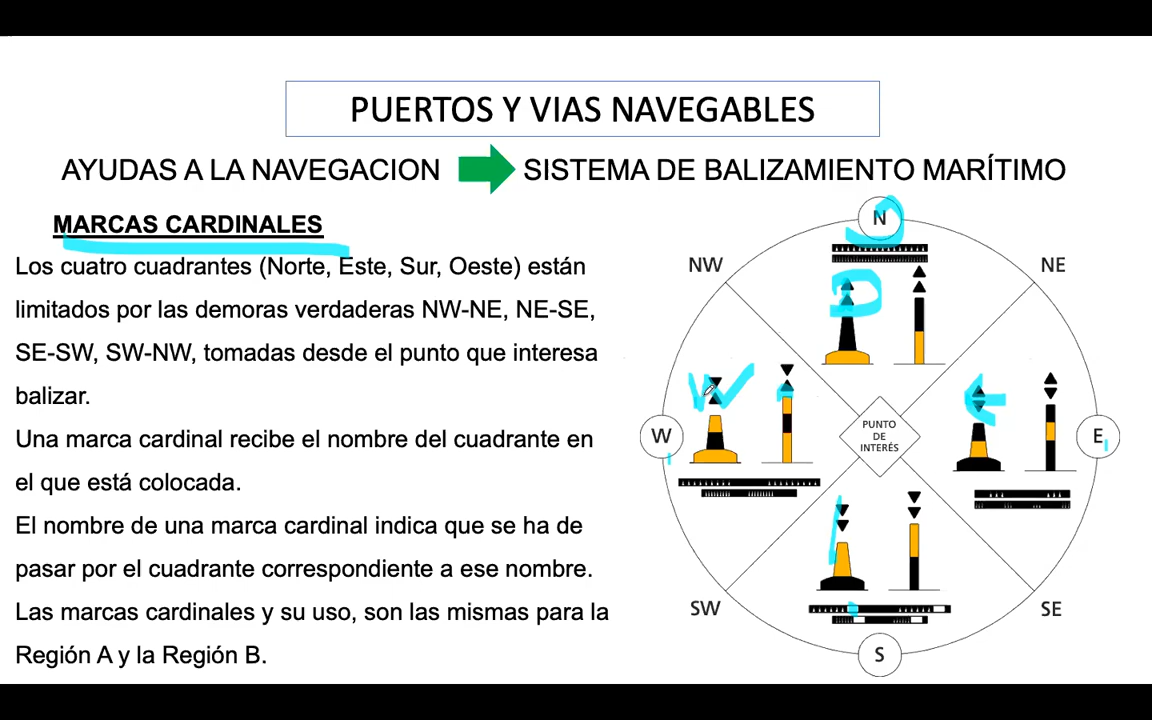 PUERTOS Y VIAS NAVEGABLES
AYUDAS A LA NAVEGACION SISTEMA DE BALIZAMIENTO MARÍTIMO
MARCAS CARDINALES
Los cuatro cuadrantes (Norte, Este, Sur, Oeste) están
limitados por las demoras verdaderas NW-NE, NE-SE,
SE-SW, SW-NW, tomadas desde el punto que interesa
balizar.
Una marca cardinal recibe el nombre del cuadrante en
el que está colocada.
El nombre de una marca cardinal indica que se ha de
pasar por el cuadrante correspondiente a ese nombre.
Las marcas cardinales y su uso, son las mismas para la
Región A y la Región B.
N
NW
NE
W
PUNTO
DE
INTERÉS
E
SW
SE
S